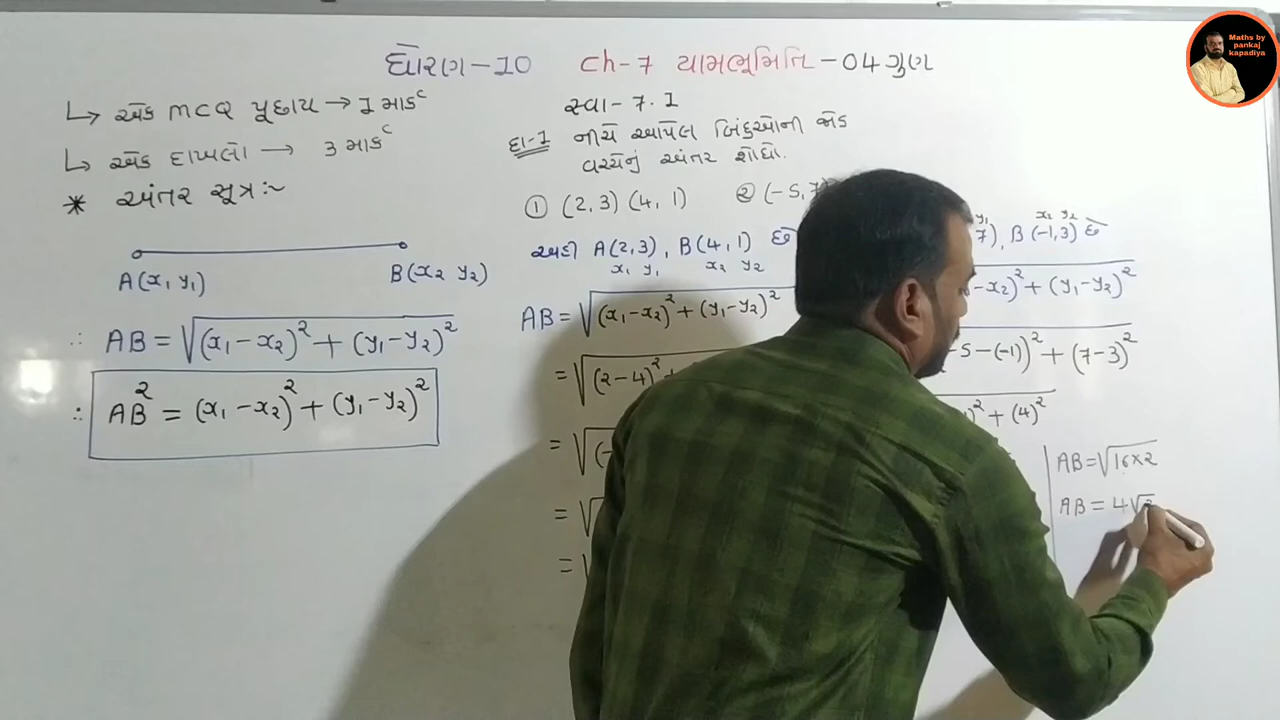 ધોરણ-10 Ch-7 યામભૂમિતિ-04 ગુણ
↳ એક MCQ પૂછાય → 1 માર્ક
↳ એક દાખલો → 3 માર્ક
* અંતર સૂત્ર:~
A(x₁ y₁) B(x₂ y₂)
∴ AB = √(x₁-x₂)² + (y₁-y₂)²
∴ AB² = (x₁-x₂)² + (y₁-y₂)²
સ્વા- 7.1
દા-1 નીચે આપેલ બિંદુઓની જોડ
વચ્ચેનું અંતર શોધો.
① (2,3) (4,1) ② (-5,7)
અહી A(2,3), B(4,1) છે
x₁ y₁ x₂ y₂
AB = √(x₁-x₂)² + (y₁-y₂)²
= √(2-4)²
= √(-
= √
= √
y₁ x₂ y₂
7), B(-1,3) છે
-x₂)² + (y₁-y₂)²
-5-(-1))² + (7-3)²
)² + (4)²
AB = √16×2
AB = 4√2
Maths by
pankaj
kapadiya